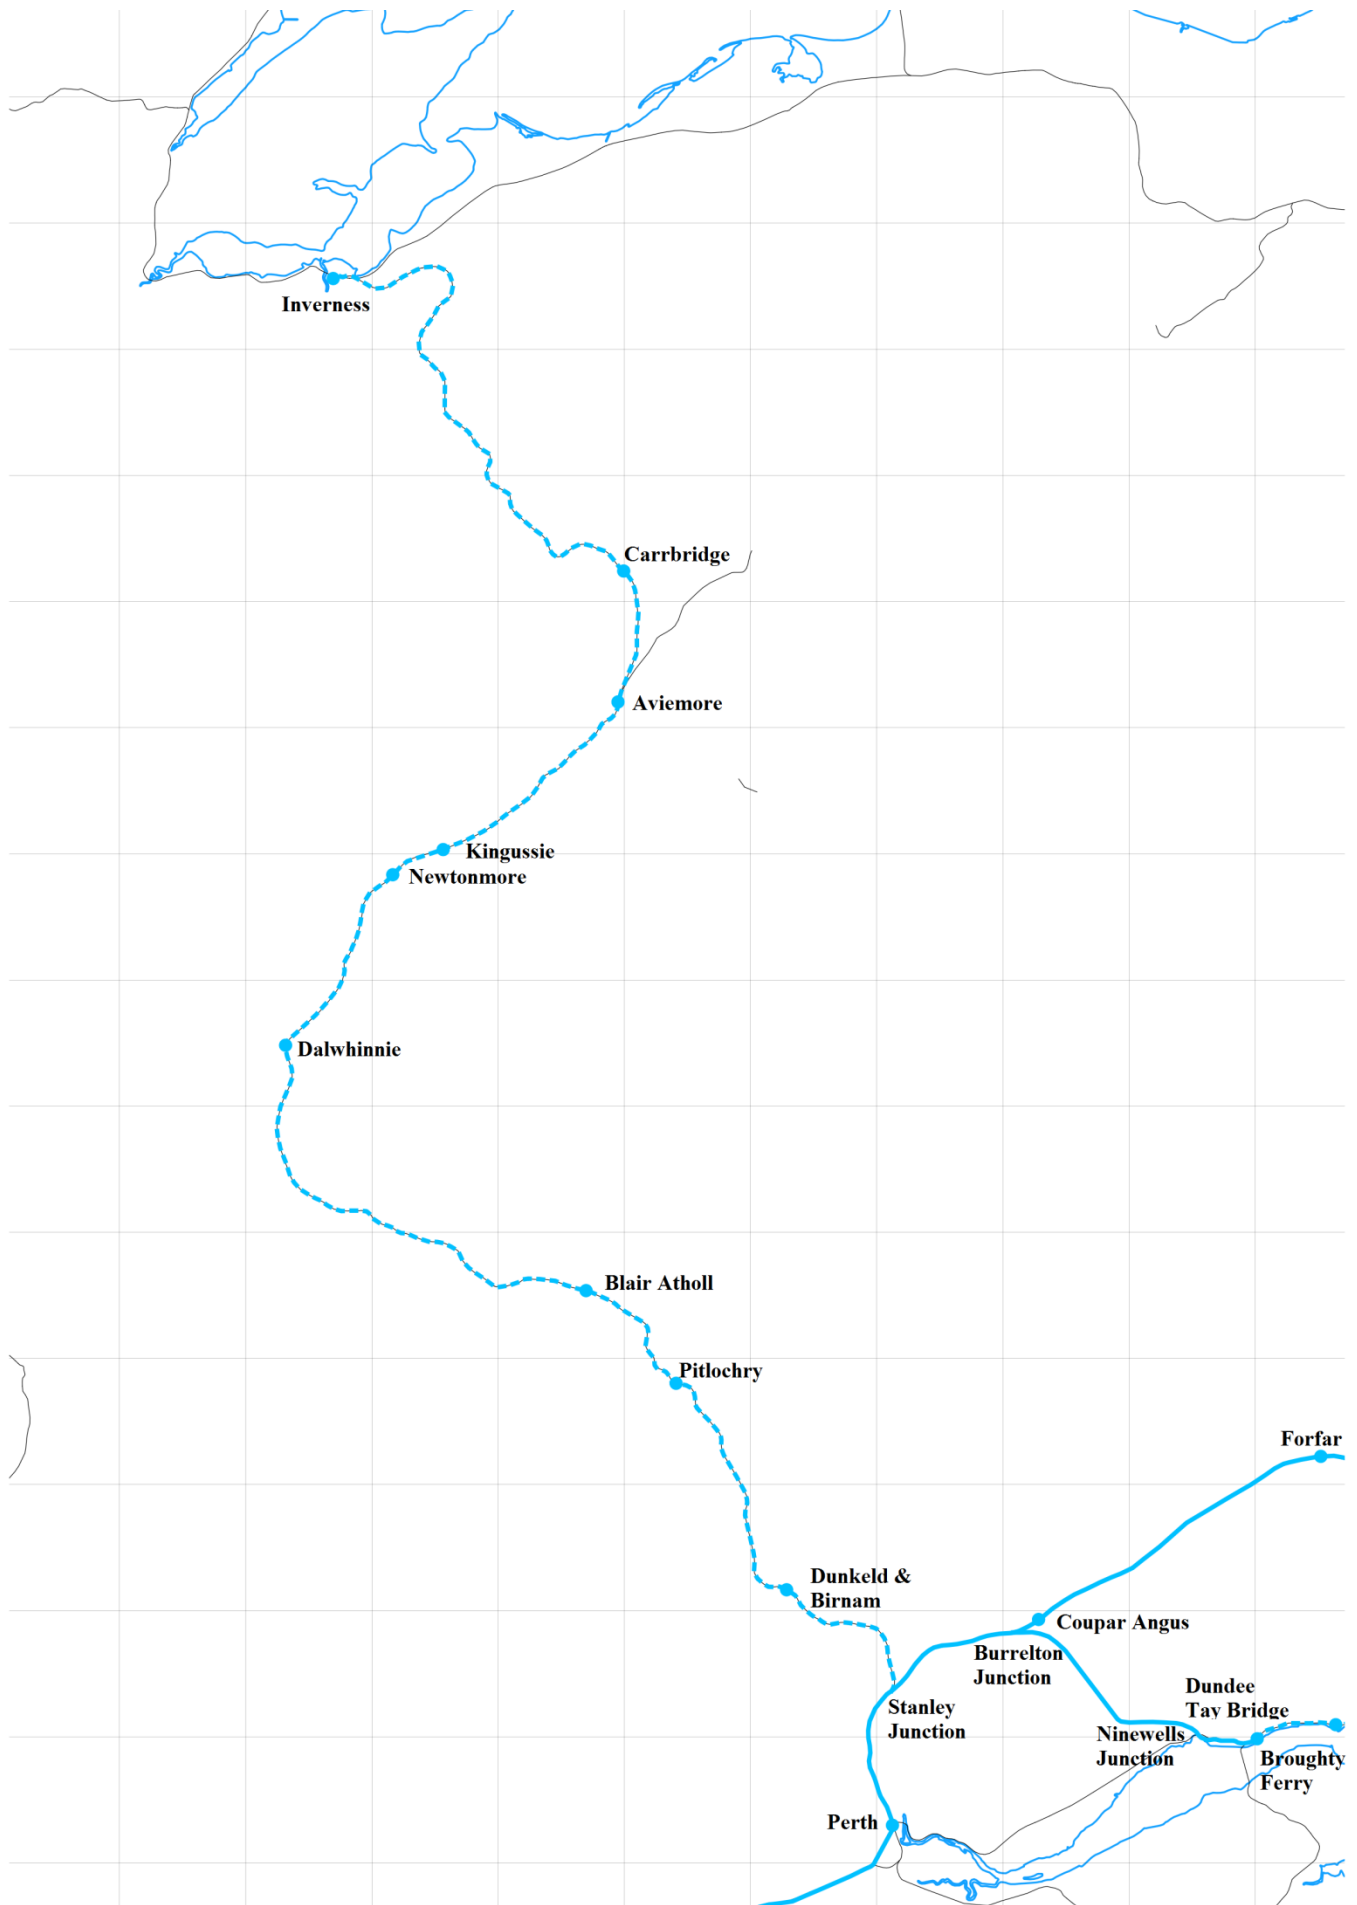 Inverness
Carrbridge
Aviemore
Kingussie
Newtonmore
Dalwhinnie
Blair Atholl
Pitlochry
Forfar
Dunkeld &
Birnam
Coupar Angus
Burrelton
Junction
Dundee
Tay Bridge
Stanley
Junction
Ninewells
Junction
Broughty
Ferry
Perth